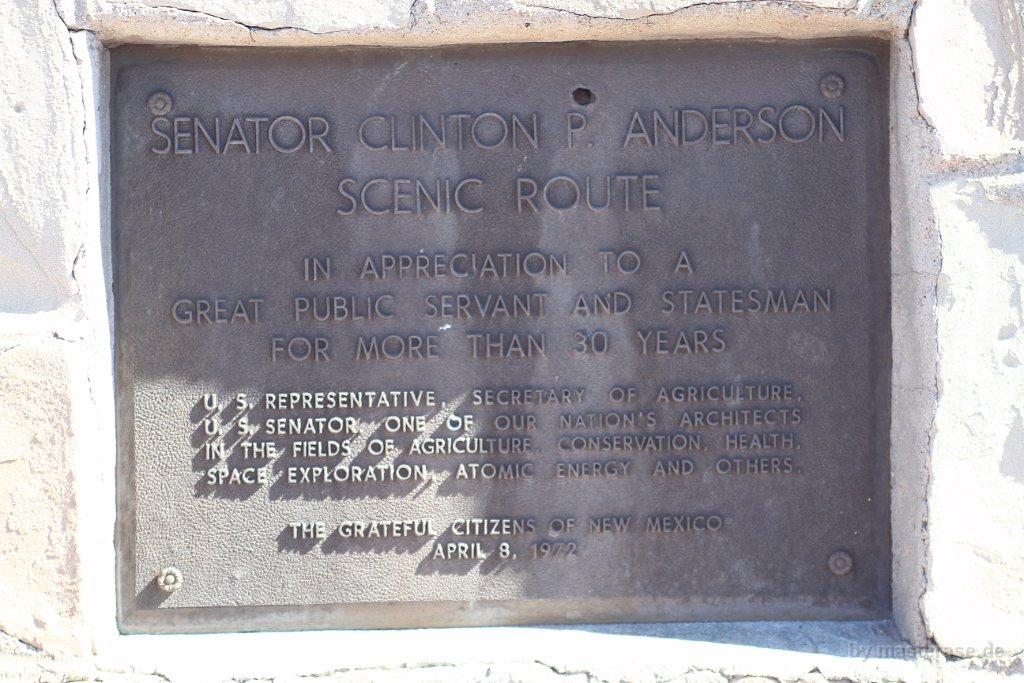 SENATOR CLINTON P. ANDERSON
SCENIC ROUTE
IN APPRECIATION TO A
GREAT PUBLIC SERVANT AND STATESMAN
FOR MORE THAN 30 YEARS
U. S. REPRESENTATIVE, SECRETARY OF AGRICULTURE,
U. S. SENATOR, ONE OF OUR NATION'S ARCHITECTS
IN THE FIELDS OF AGRICULTURE, CONSERVATION, HEALTH,
SPACE EXPLORATION, ATOMIC ENERGY AND OTHERS.
THE GRATEFUL CITIZENS OF NEW MEXICO
APRIL 8, 1972
by masterase.de